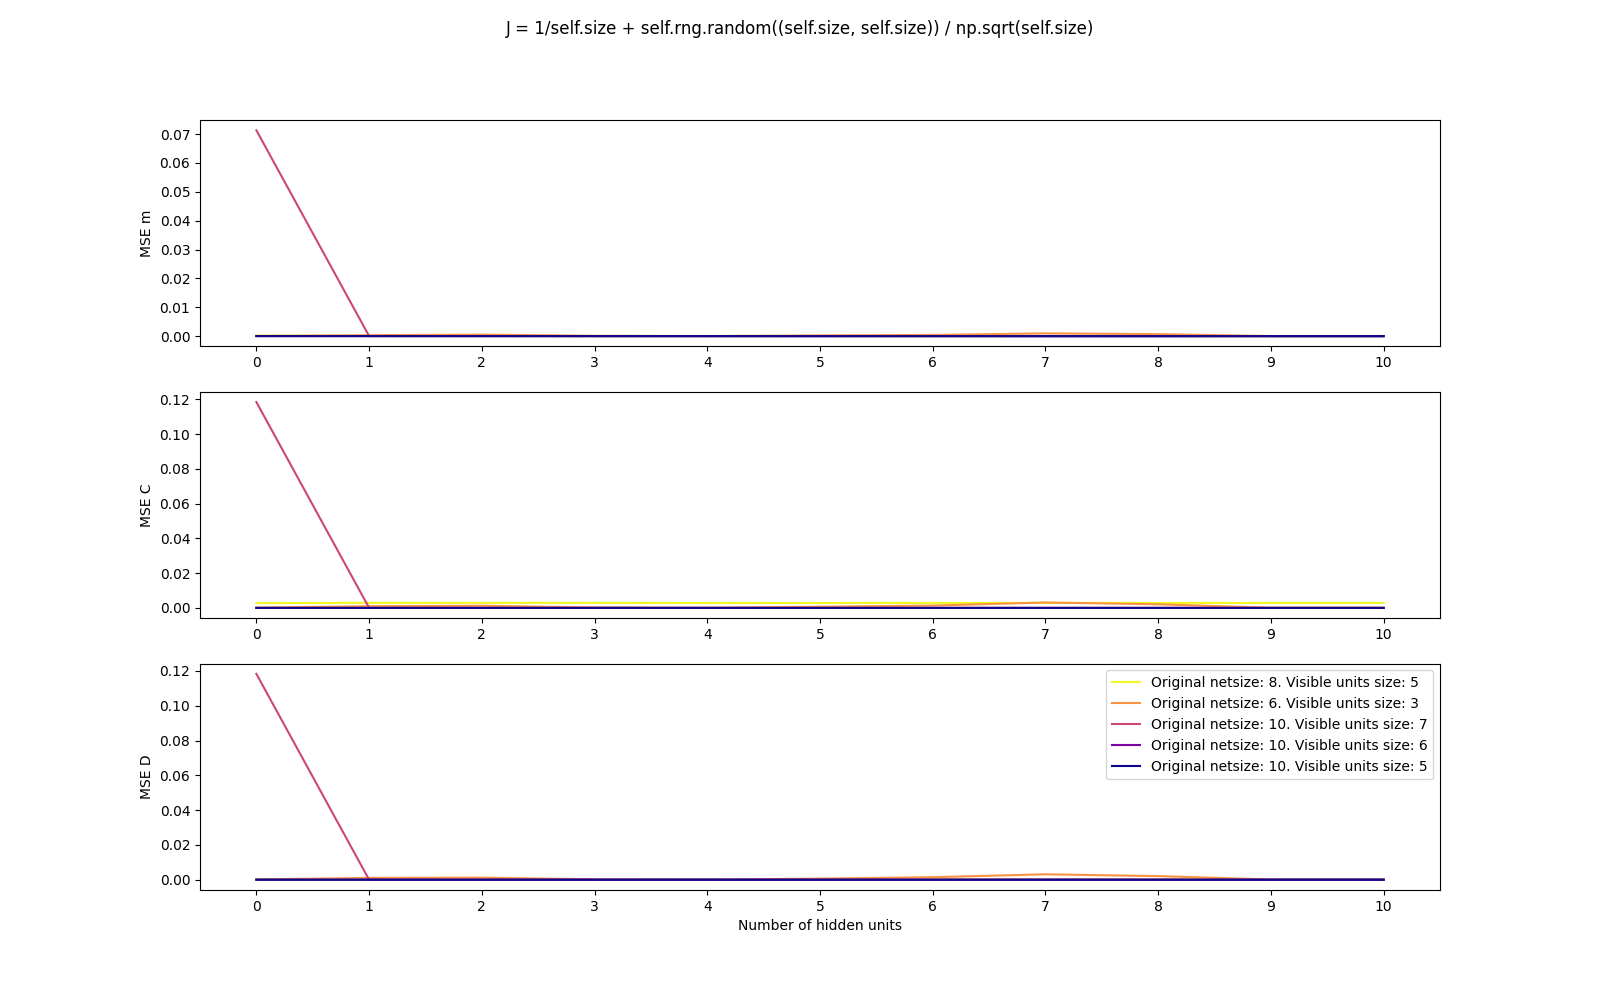 J = 1/self.size + self.rng.random((self.size, self.size)) / np.sqrt(self.size)
MSE m
0.07
0.06
0.05
0.04
0.03
0.02
0.01
0.00
0 1 2 3 4 5 6 7 8 9 10
MSE C
0.12
0.10
0.08
0.06
0.04
0.02
0.00
0 1 2 3 4 5 6 7 8 9 10
MSE D
0.12
0.10
0.08
0.06
0.04
0.02
0.00
Original netsize: 8. Visible units size: 5
Original netsize: 6. Visible units size: 3
Original netsize: 10. Visible units size: 7
Original netsize: 10. Visible units size: 6
Original netsize: 10. Visible units size: 5
0 1 2 3 4 5 6 7 8 9 10
Number of hidden units